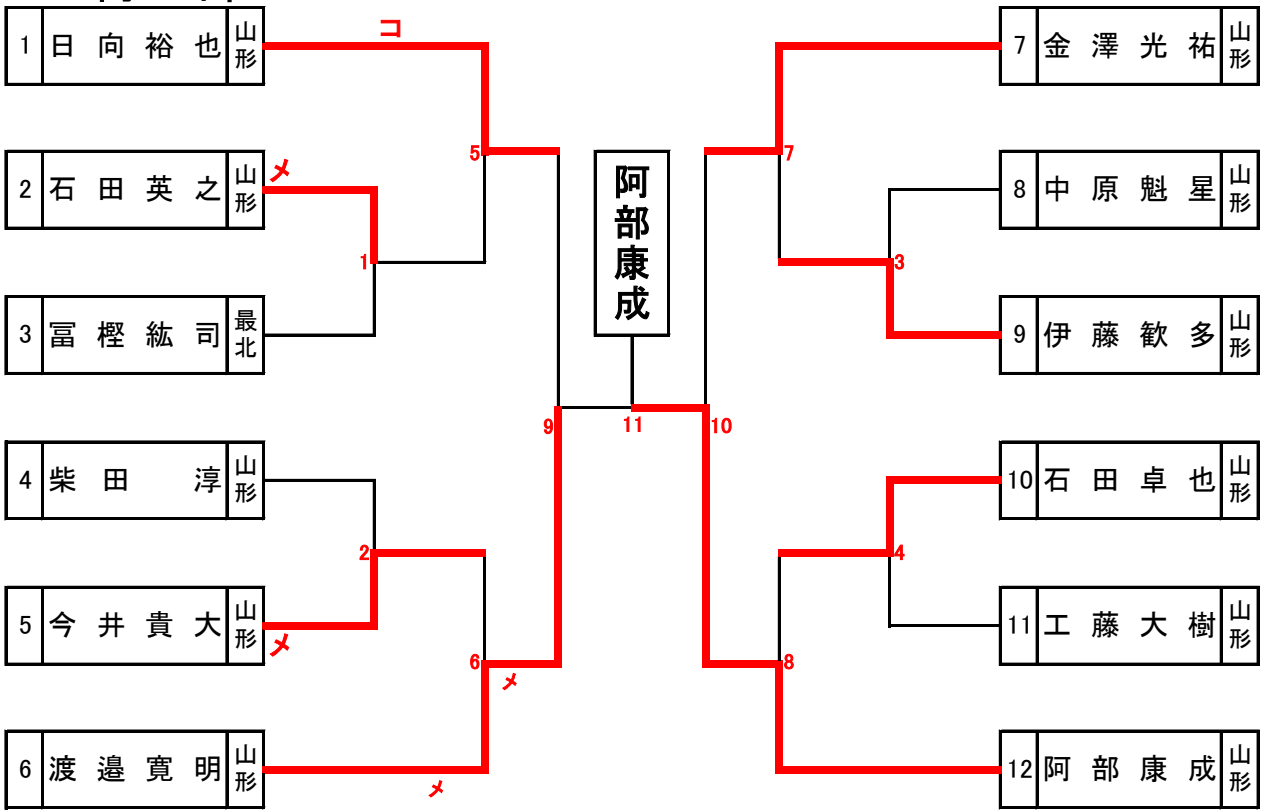 1 日向裕也 山形
コ
2 石田英之 山形
メ
3 冨樫紘司 最北
4 柴田 淳 山形
5 今井貴大 山形
メ
6 渡邉寛明 山形
メ
メ
5
1
2
6
9
阿部康成
11
10
7
3
4
8
7 金澤光祐 山形
8 中原魁星 山形
9 伊藤歓多 山形
10 石田卓也 山形
11 工藤大樹 山形
12 阿部康成 山形